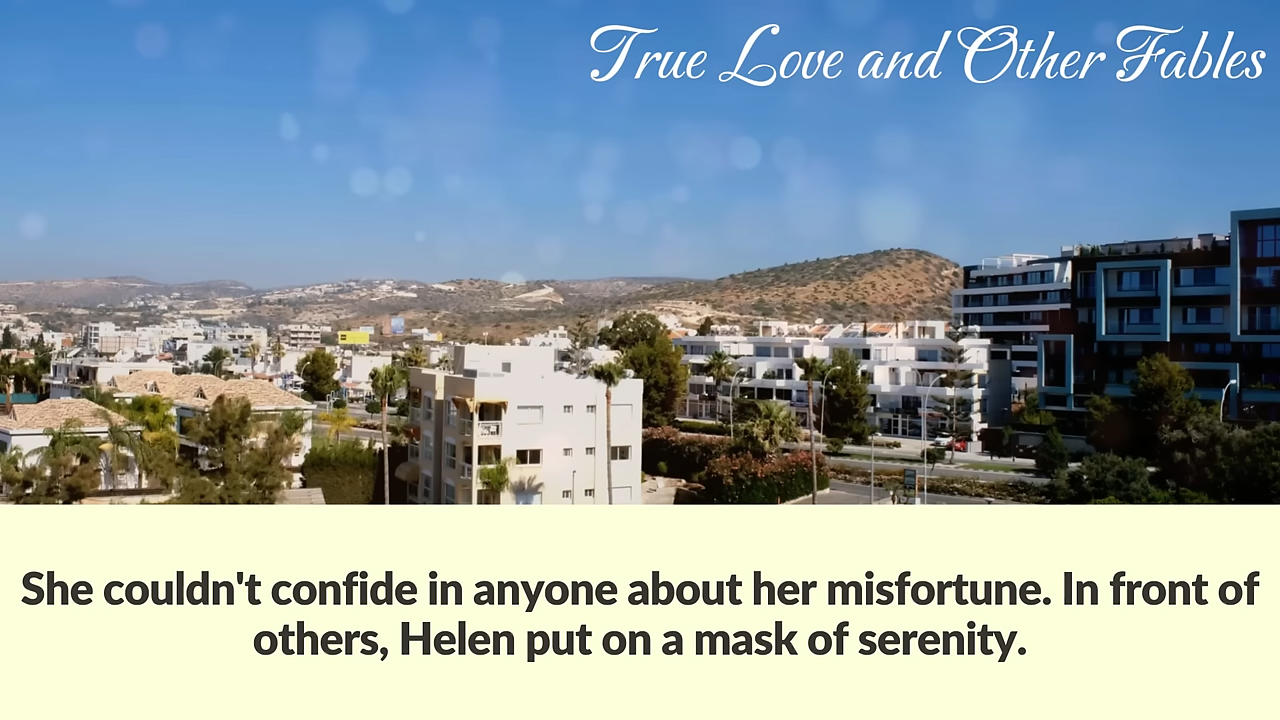 True Love and Other Fables
She couldn't confide in anyone about her misfortune. In front of
others, Helen put on a mask of serenity.